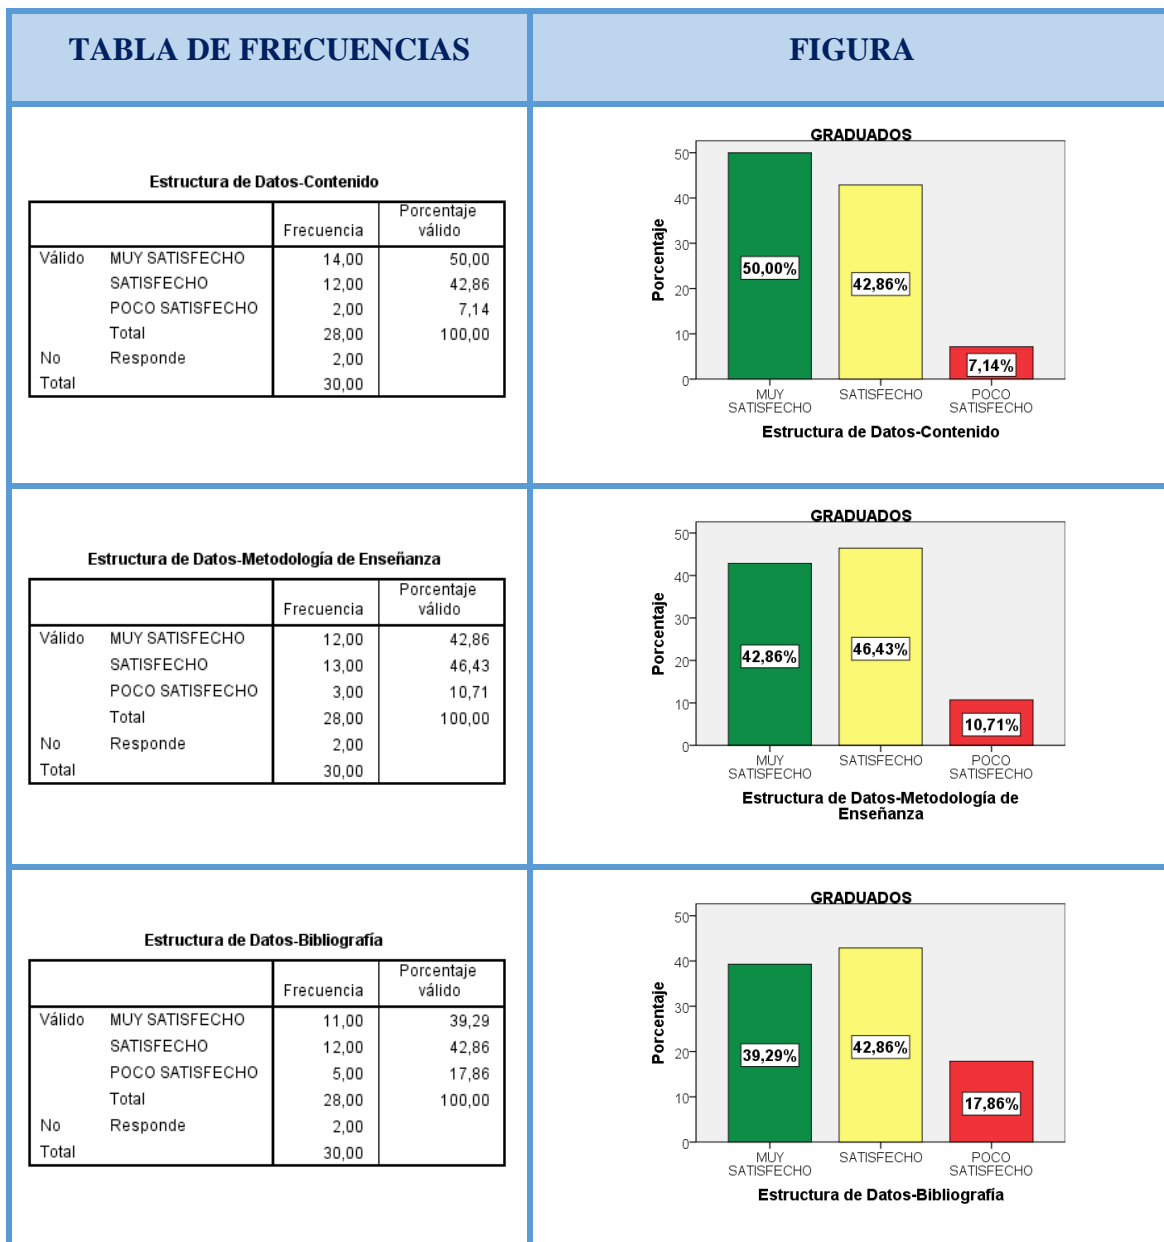 TABLA DE FRECUENCIAS
FIGURA
Estructura de Datos-Contenido
Frecuencia Porcentaje válido
Válido MUY SATISFECHO 14,00 50,00
SATISFECHO 12,00 42,86
POCO SATISFECHO 2,00 7,14
Total 28,00 100,00
No Responde 2,00
Total 30,00
GRADUADOS
Porcentaje
50
40
30
20
10
0
50,00%
42,86%
7,14%
MUY SATISFECHO
SATISFECHO
POCO SATISFECHO
Estructura de Datos-Contenido
Estructura de Datos-Metodología de Enseñanza
Frecuencia Porcentaje válido
Válido MUY SATISFECHO 12,00 42,86
SATISFECHO 13,00 46,43
POCO SATISFECHO 3,00 10,71
Total 28,00 100,00
No Responde 2,00
Total 30,00
GRADUADOS
Porcentaje
50
40
30
20
10
0
42,86%
46,43%
10,71%
MUY SATISFECHO
SATISFECHO
POCO SATISFECHO
Estructura de Datos-Metodología de
Enseñanza
Estructura de Datos-Bibliografía
Frecuencia Porcentaje válido
Válido MUY SATISFECHO 11,00 39,29
SATISFECHO 12,00 42,86
POCO SATISFECHO 5,00 17,86
Total 28,00 100,00
No Responde 2,00
Total 30,00
GRADUADOS
Porcentaje
50
40
30
20
10
0
39,29%
42,86%
17,86%
MUY SATISFECHO
SATISFECHO
POCO SATISFECHO
Estructura de Datos-Bibliografía